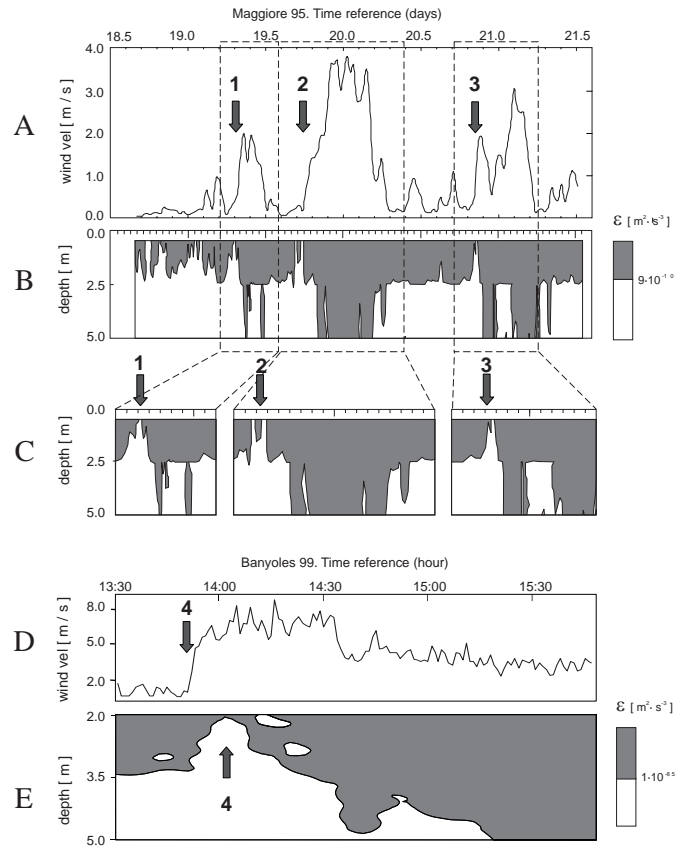 Maggiore 95. Time reference (days)
18.5 19.0 19.5 20.0 20.5 21.0 21.5
A
wind vel [ m / s ]
4.0
3.0
2.0
1.0
0.0
1 2 3
B
depth [ m ]
0.0
2.5
5.0
ε [ m²· s⁻³ ]
9·10⁻¹⁰
1 2 3
C
depth [ m ]
0.0
2.5
5.0
Banyoles 99. Time reference (hour)
13:30 14:00 14:30 15:00 15:30
D
wind vel [ m / s ]
8.0
5.0
2.0
4
E
depth [ m ]
2.0
3.5
5.0
4
ε [ m²· s⁻³ ]